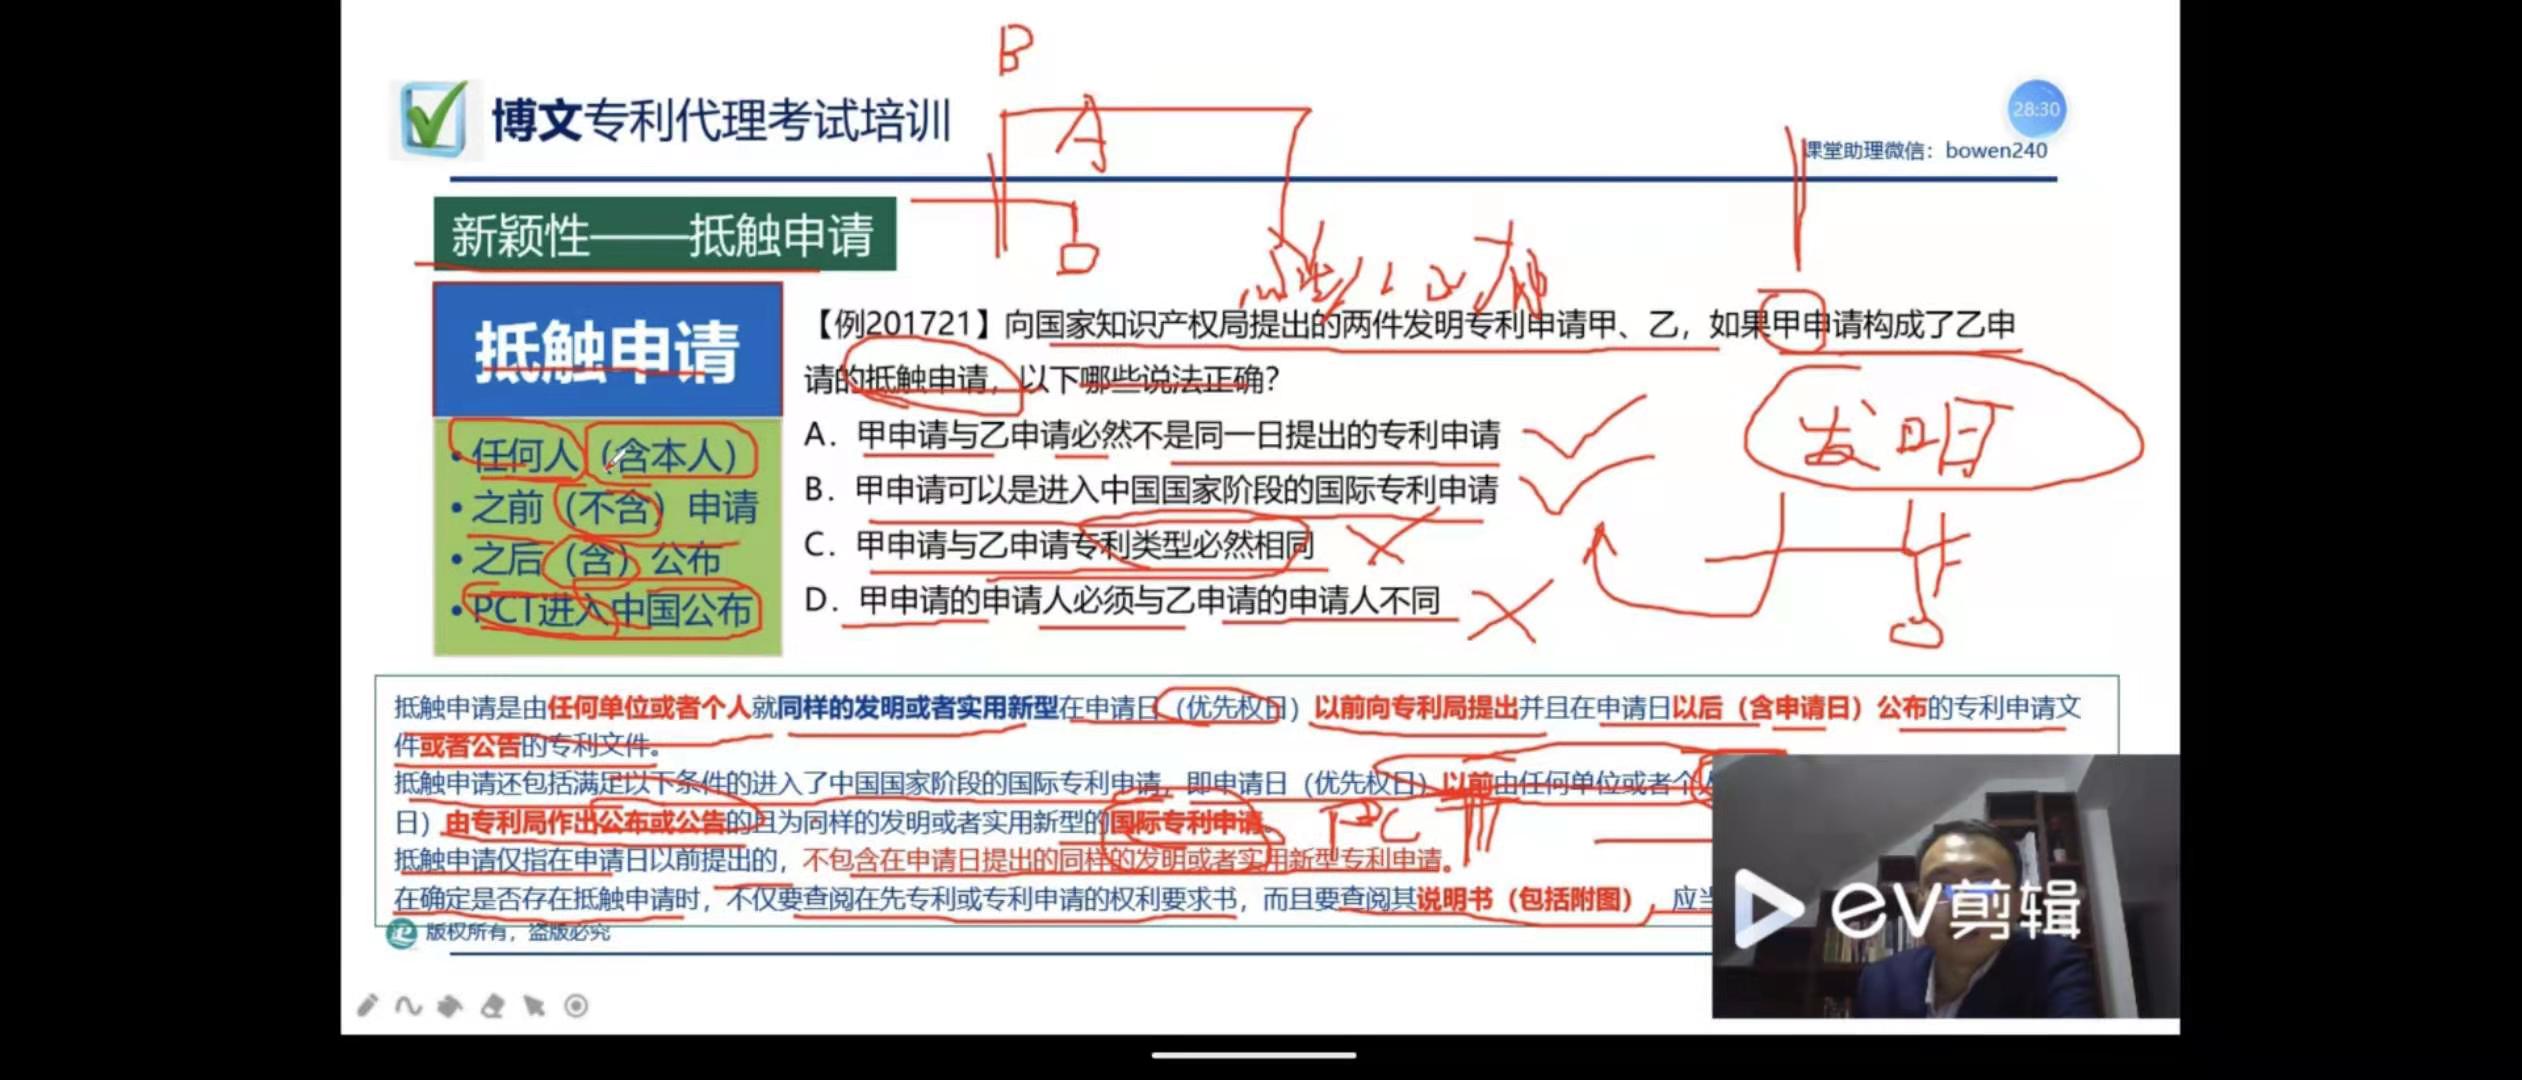 B
博文专利代理考试培训
A
28:30
课堂助理微信：bowen240
新颖性——抵触申请
抵触申请
• 任何人（含本人）
• 之前（不含）申请
• 之后（含）公布
• PCT进入中国公布
【例201721】向国家知识产权局提出的两件发明专利申请甲、乙，如果甲申请构成了乙申
请的抵触申请，以下哪些说法正确？
A．甲申请与乙申请必然不是同一日提出的专利申请
B．甲申请可以是进入中国国家阶段的国际专利申请
C．甲申请与乙申请专利类型必然相同
D．甲申请的申请人必须与乙申请的申请人不同
发明
抵触申请是由任何单位或者个人就同样的发明或者实用新型在申请日（优先权日）以前向专利局提出并且在申请日以后（含申请日）公布的专利申请文
件或者公告的专利文件。
抵触申请还包括满足以下条件的进入了中国国家阶段的国际专利申请，即申请日（优先权日）以前由任何单位或者个
日）由专利局作出公布或公告的且为同样的发明或者实用新型的国际专利申请。
抵触申请仅指在申请日以前提出的，不包含在申请日提出的同样的发明或者实用新型专利申请。
在确定是否存在抵触申请时，不仅要查阅在先专利或专利申请的权利要求书，而且要查阅其说明书（包括附图），应当
版权所有，盗版必究
eV剪辑